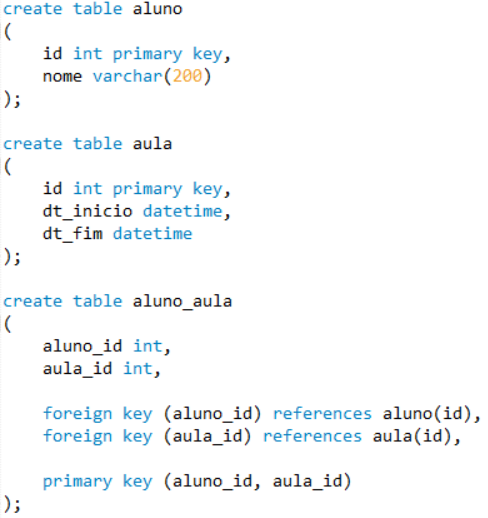 create table aluno
(
    id int primary key,
    nome varchar(200)
);

create table aula
(
    id int primary key,
    dt_inicio datetime,
    dt_fim datetime
);

create table aluno_aula
(
    aluno_id int,
    aula_id int,

    foreign key (aluno_id) references aluno(id),
    foreign key (aula_id) references aula(id),

    primary key (aluno_id, aula_id)
);